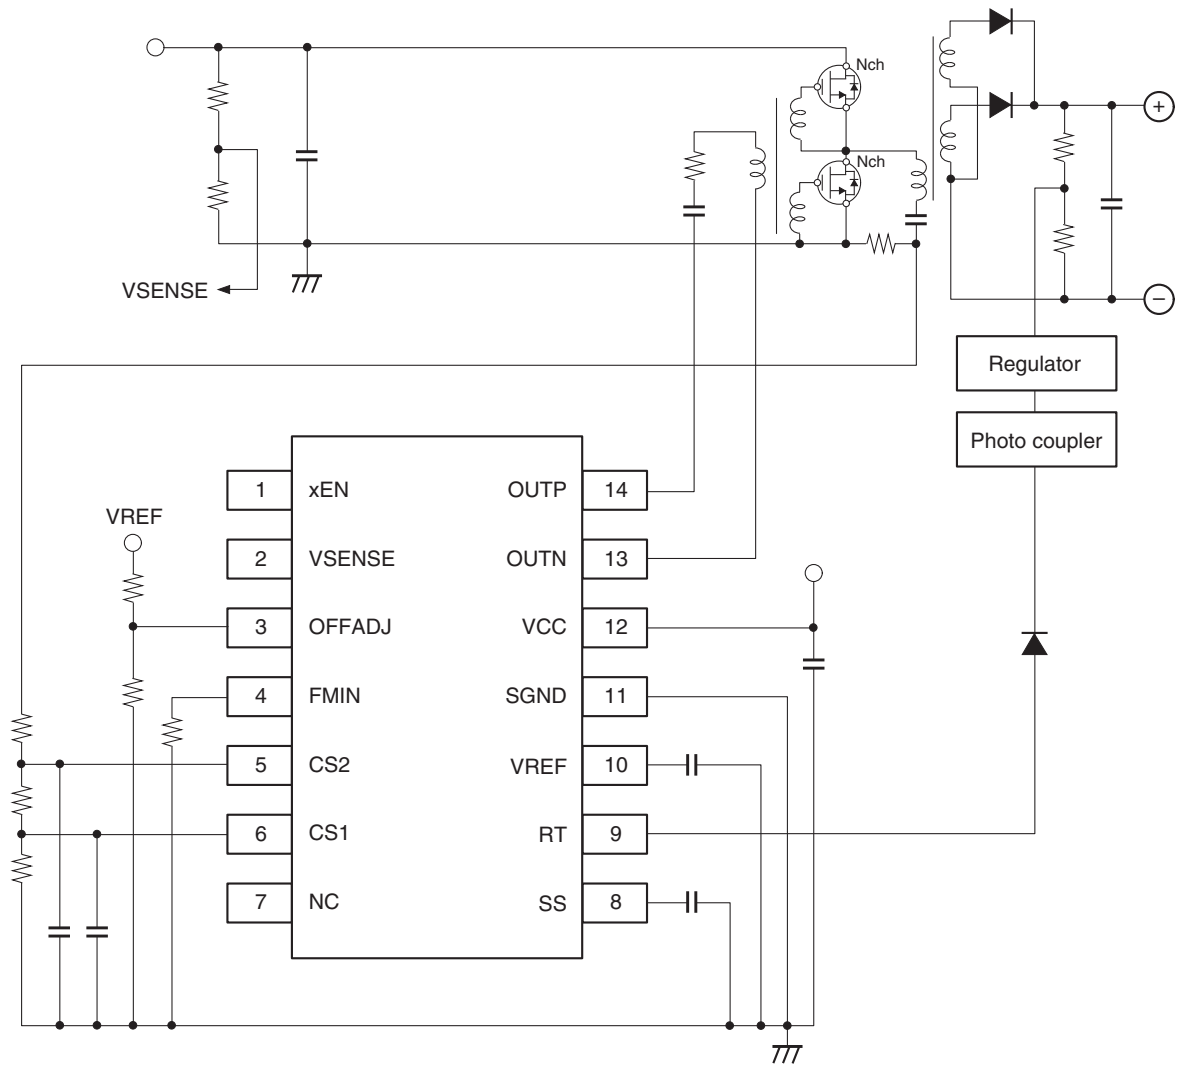 Nch
+
Nch
VSENSE
−
Regulator
Photo coupler
1 xEN OUTP 14
VREF
2 VSENSE OUTN 13
3 OFFADJ VCC 12
4 FMIN SGND 11
5 CS2 VREF 10
6 CS1 RT 9
7 NC SS 8